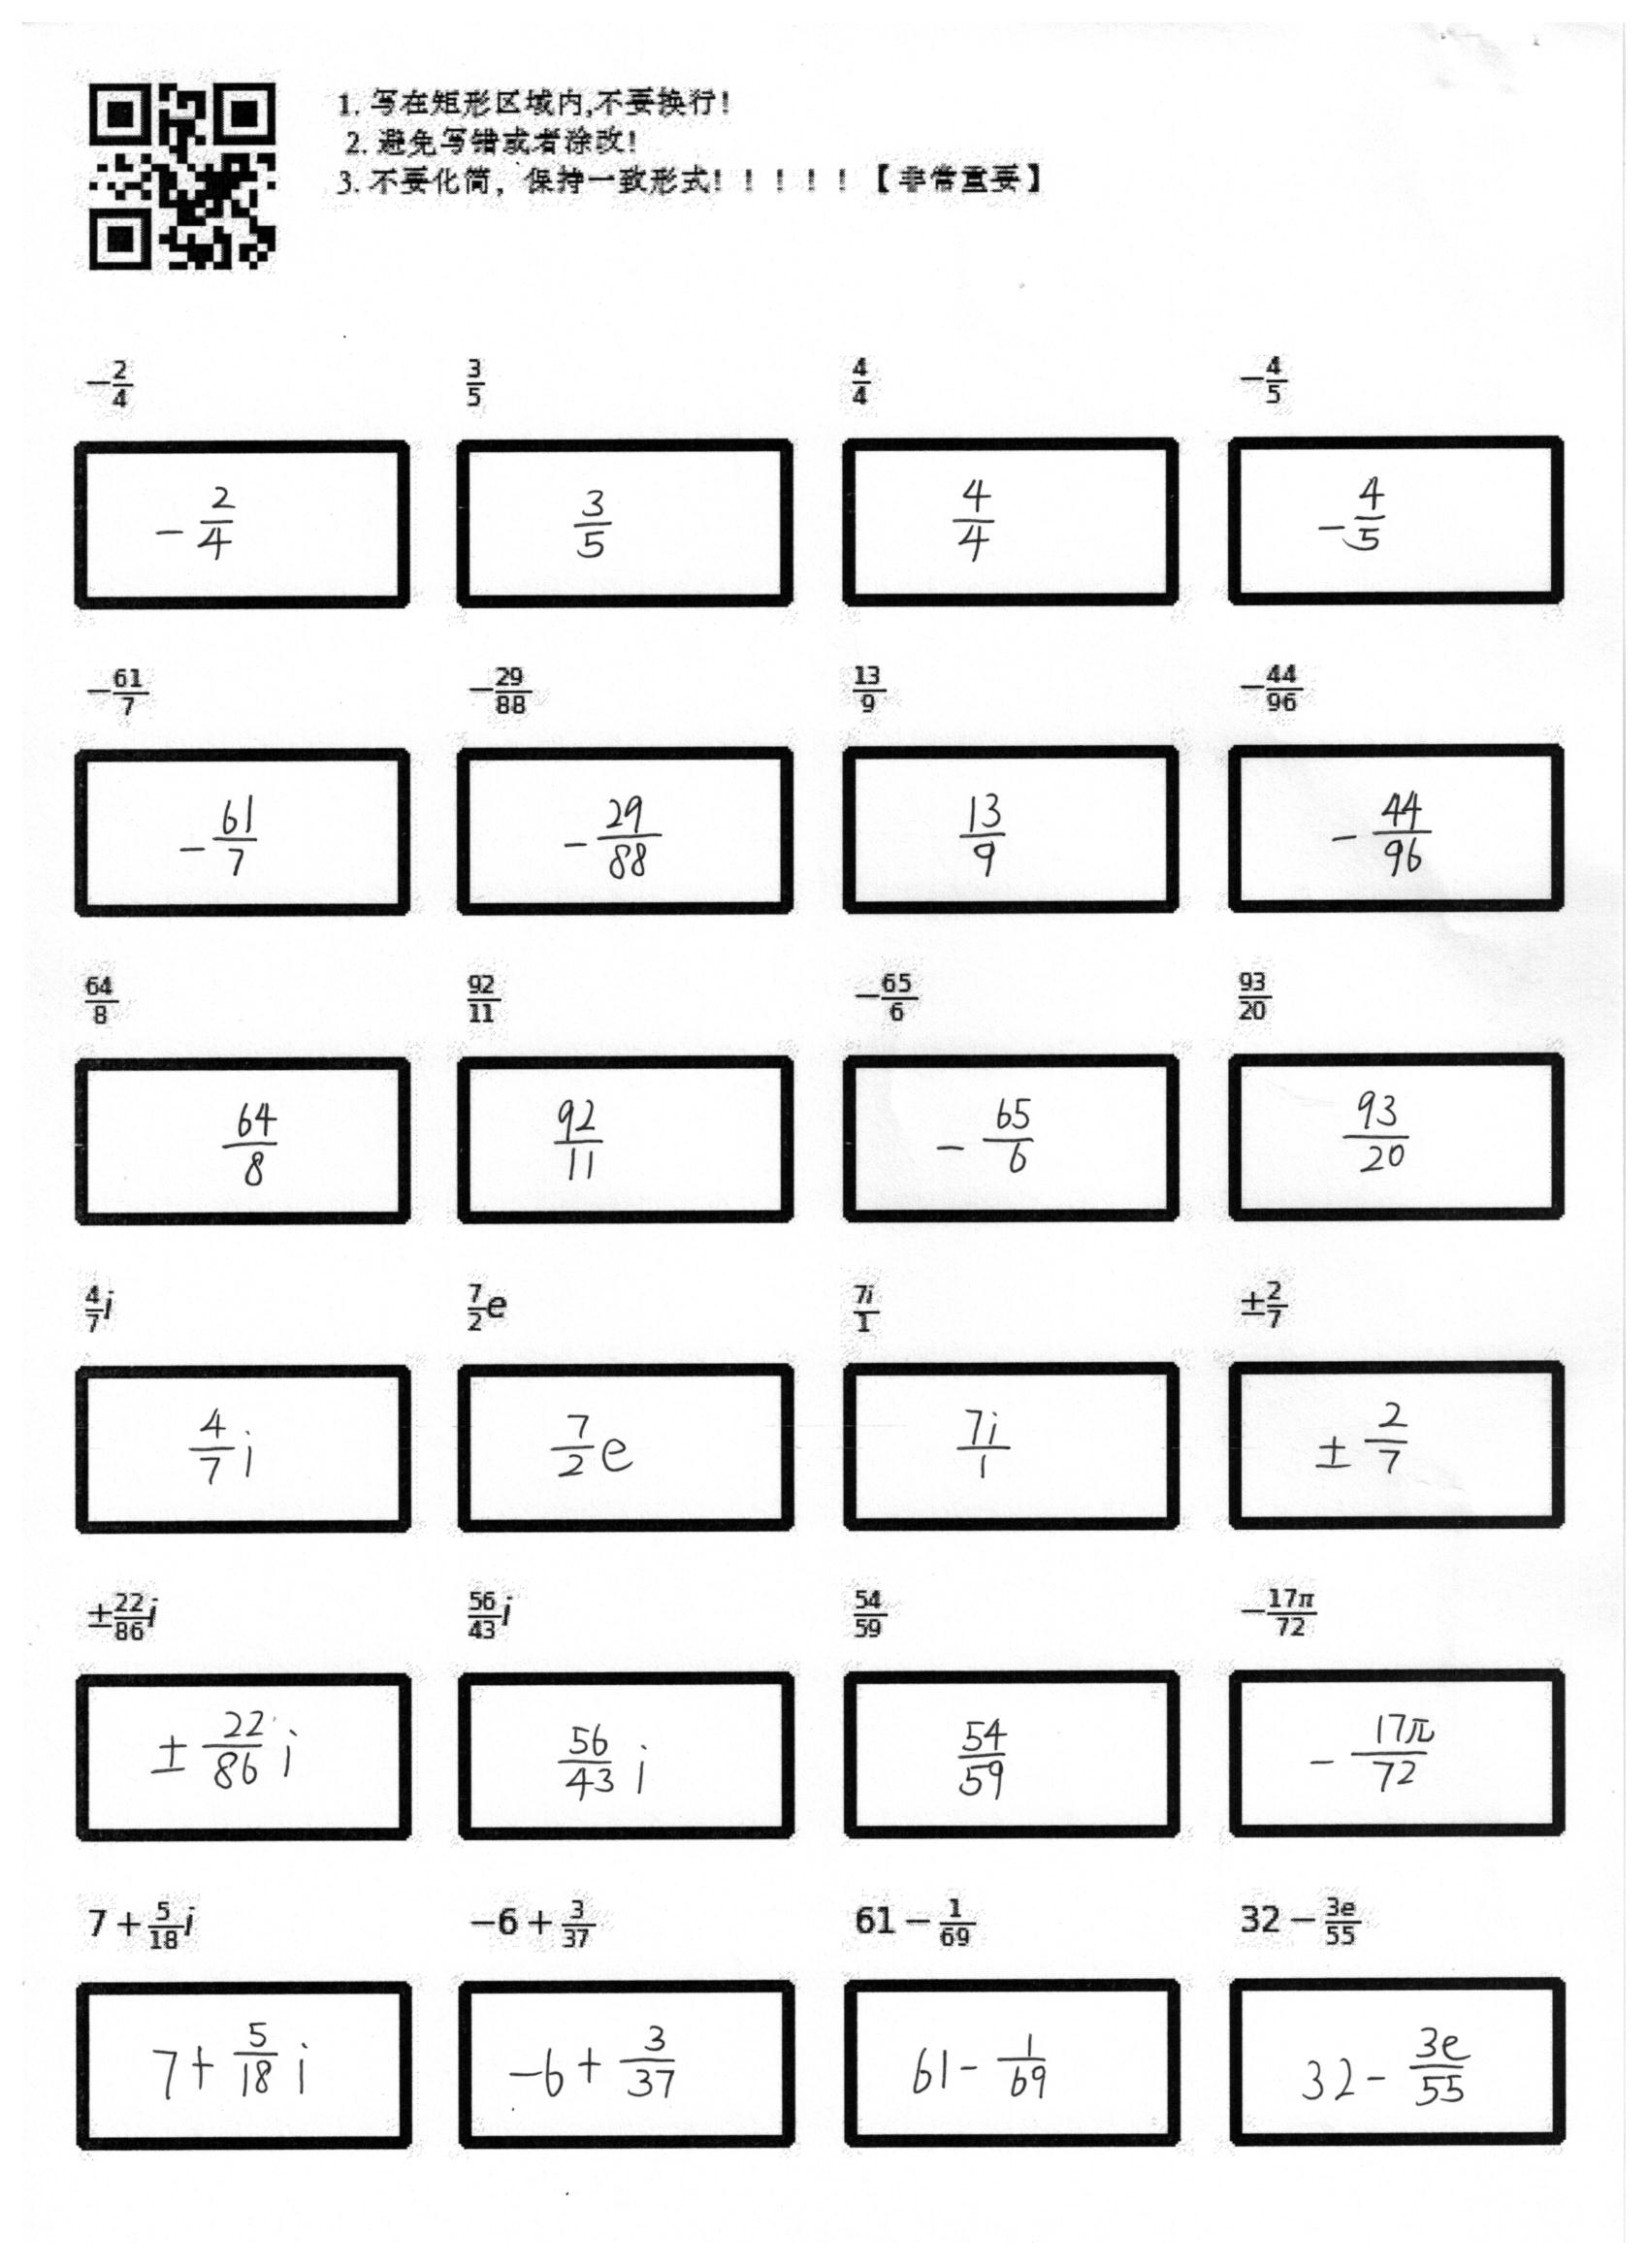 1. 写在矩形区域内,不要换行!
2. 避免写错或者涂改!
3. 不要化简，保持一致形式! ! ! ! ! 【非常重要】
-\frac{2}{4} \frac{3}{5} \frac{4}{4} -\frac{4}{5}
-\frac{2}{4} \frac{3}{5} \frac{4}{4} -\frac{4}{5}
-\frac{61}{7} -\frac{29}{88} \frac{13}{9} -\frac{44}{96}
-\frac{61}{7} -\frac{29}{88} \frac{13}{9} -\frac{44}{96}
\frac{64}{8} \frac{92}{11} -\frac{65}{6} \frac{93}{20}
\frac{64}{8} \frac{92}{11} -\frac{65}{6} \frac{93}{20}
\frac{4}{7}i \frac{7}{2}e \frac{7i}{1} ±\frac{2}{7}
\frac{4}{7}i \frac{7}{2}e \frac{7i}{1} ±\frac{2}{7}
±\frac{22}{86}i \frac{56}{43}i \frac{54}{59} -\frac{17π}{72}
±\frac{22}{86}i \frac{56}{43}i \frac{54}{59} -\frac{17π}{72}
7+\frac{5}{18}i -6+\frac{3}{37} 61-\frac{1}{69} 32-\frac{3e}{55}
7+\frac{5}{18}i -6+\frac{3}{37} 61-\frac{1}{69} 32-\frac{3e}{55}